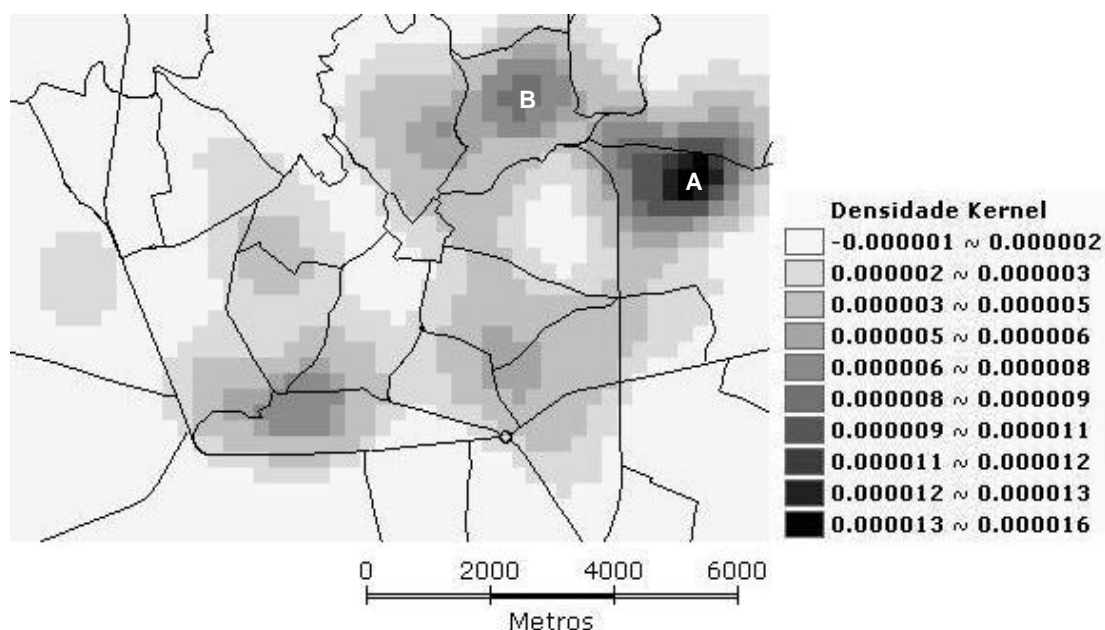 B
A
Densidade Kernel
-0.000001 ~ 0.000002
0.000002 ~ 0.000003
0.000003 ~ 0.000005
0.000005 ~ 0.000006
0.000006 ~ 0.000008
0.000008 ~ 0.000009
0.000009 ~ 0.000011
0.000011 ~ 0.000012
0.000012 ~ 0.000013
0.000013 ~ 0.000016
0 2000 4000 6000
Metros